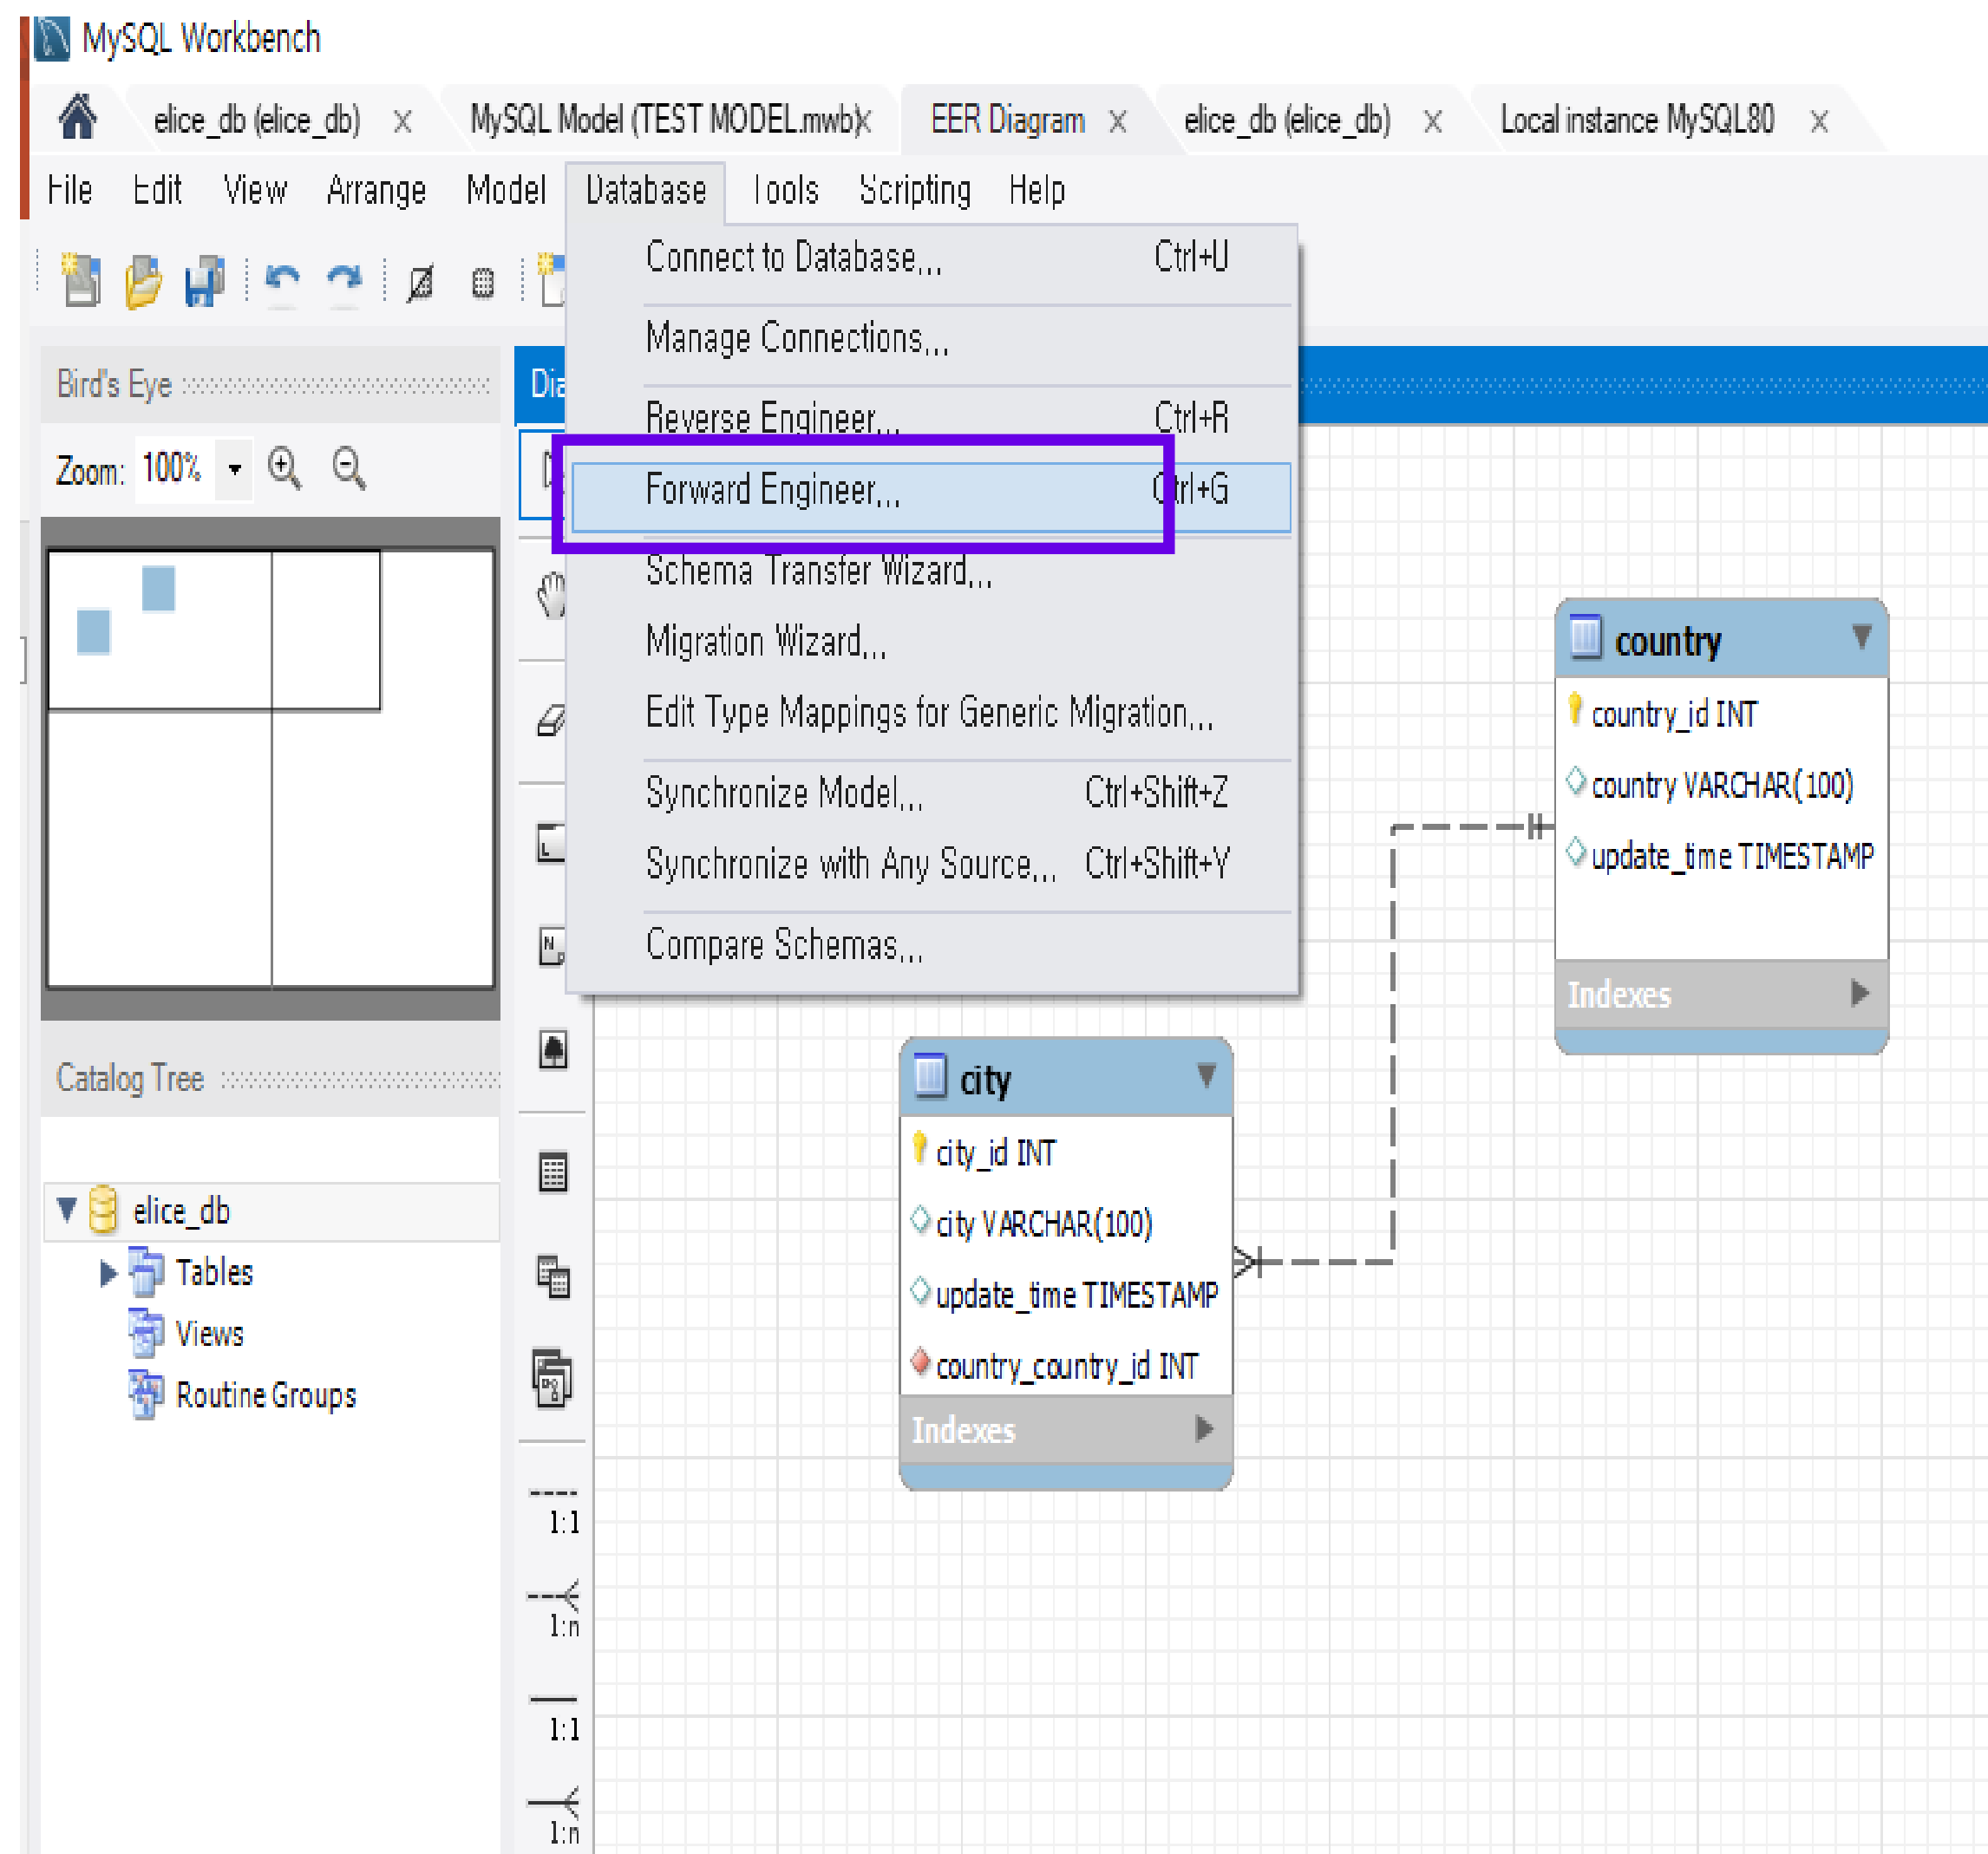 MySQL Workbench
elice_db (elice_db) x MySQL Model (TEST MODEL.mwb) x EER Diagram x elice_db (elice_db) x Local instance MySQL80 x
File Edit View Arrange Model Database Tools Scripting Help
Connect to Database... Ctrl+U
Manage Connections...
Reverse Engineer... Ctrl+R
Forward Engineer... Ctrl+G
Schema Transfer Wizard...
Migration Wizard...
Edit Type Mappings for Generic Migration...
Synchronize Model... Ctrl+Shift+Z
Synchronize with Any Source... Ctrl+Shift+Y
Compare Schemas...
Bird's Eye
Dia
Zoom: 100%
Catalog Tree
elice_db
Tables
Views
Routine Groups
1:1
1:n
1:1
1:n
country
country_id INT
country VARCHAR(100)
update_time TIMESTAMP
Indexes
city
city_id INT
city VARCHAR(100)
update_time TIMESTAMP
country_country_id INT
Indexes